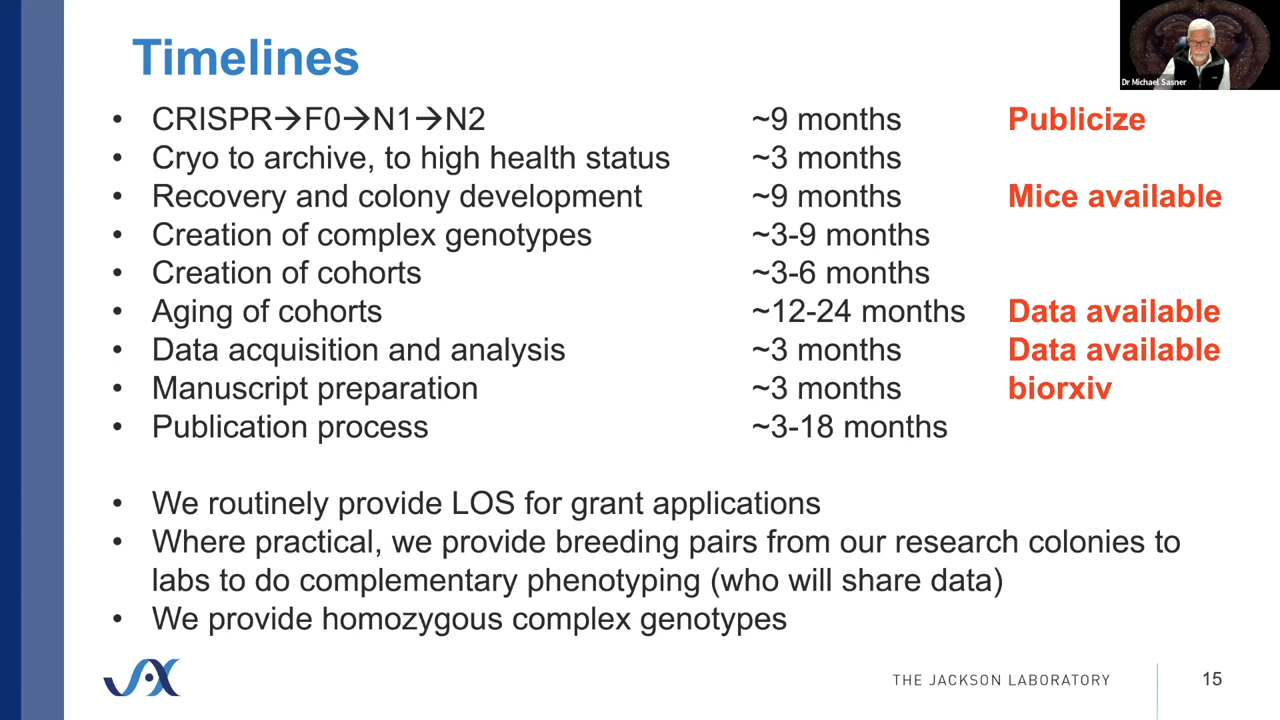 Timelines
Dr Michael Sasner
• CRISPR→F0→N1→N2 ~9 months Publicize
• Cryo to archive, to high health status ~3 months
• Recovery and colony development ~9 months Mice available
• Creation of complex genotypes ~3-9 months
• Creation of cohorts ~3-6 months
• Aging of cohorts ~12-24 months Data available
• Data acquisition and analysis ~3 months Data available
• Manuscript preparation ~3 months biorxiv
• Publication process ~3-18 months
• We routinely provide LOS for grant applications
• Where practical, we provide breeding pairs from our research colonies to
labs to do complementary phenotyping (who will share data)
• We provide homozygous complex genotypes
JAX
THE JACKSON LABORATORY 15